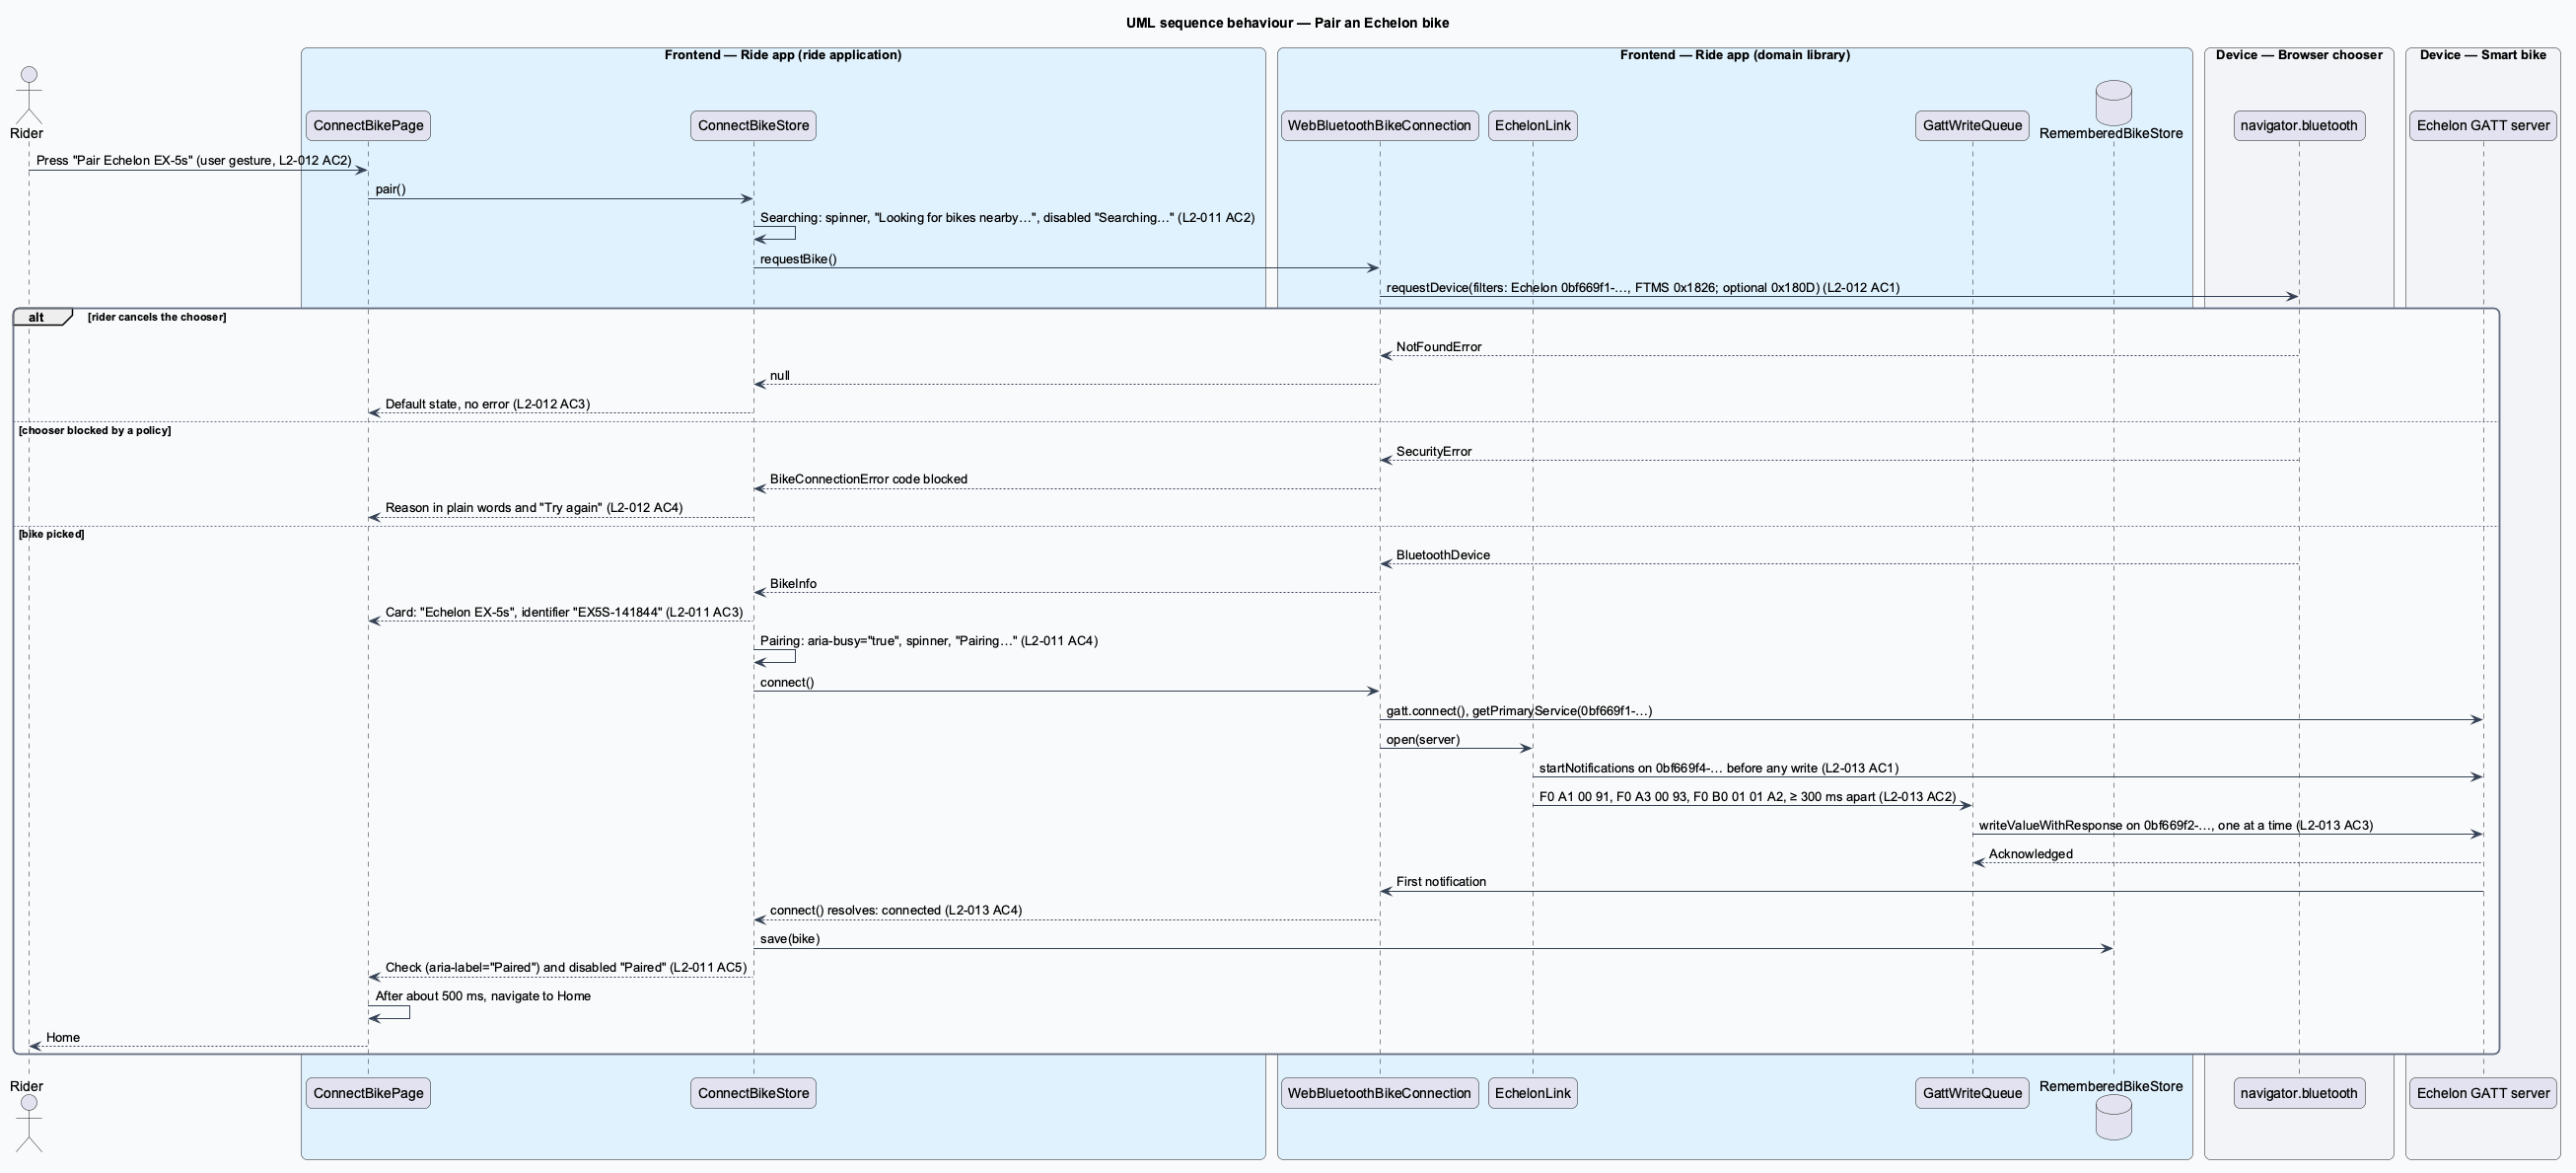 UML sequence behaviour — Pair an Echelon bike
Frontend — Ride app (ride application)
Frontend — Ride app (domain library)
Device — Browser chooser
Device — Smart bike
Rider
ConnectBikePage
ConnectBikeStore
WebBluetoothBikeConnection
EchelonLink
GattWriteQueue
RememberedBikeStore
navigator.bluetooth
Echelon GATT server
Press "Pair Echelon EX-5s" (user gesture, L2-012 AC2)
pair()
Searching: spinner, "Looking for bikes nearby…", disabled "Searching…" (L2-011 AC2)
requestBike()
requestDevice(filters: Echelon 0bf669f1-…, FTMS 0x1826; optional 0x180D) (L2-012 AC1)
alt
[rider cancels the chooser]
NotFoundError
null
Default state, no error (L2-012 AC3)
[chooser blocked by a policy]
SecurityError
BikeConnectionError code blocked
Reason in plain words and "Try again" (L2-012 AC4)
[bike picked]
BluetoothDevice
BikeInfo
Card: "Echelon EX-5s", identifier "EX5S-141844" (L2-011 AC3)
Pairing: aria-busy="true", spinner, "Pairing…" (L2-011 AC4)
connect()
gatt.connect(), getPrimaryService(0bf669f1-…)
open(server)
startNotifications on 0bf669f4-… before any write (L2-013 AC1)
F0 A1 00 91, F0 A3 00 93, F0 B0 01 01 A2, ≥ 300 ms apart (L2-013 AC2)
writeValueWithResponse on 0bf669f2-…, one at a time (L2-013 AC3)
Acknowledged
First notification
connect() resolves: connected (L2-013 AC4)
save(bike)
Check (aria-label="Paired") and disabled "Paired" (L2-011 AC5)
After about 500 ms, navigate to Home
Home
Rider
ConnectBikePage
ConnectBikeStore
WebBluetoothBikeConnection
EchelonLink
GattWriteQueue
RememberedBikeStore
navigator.bluetooth
Echelon GATT server